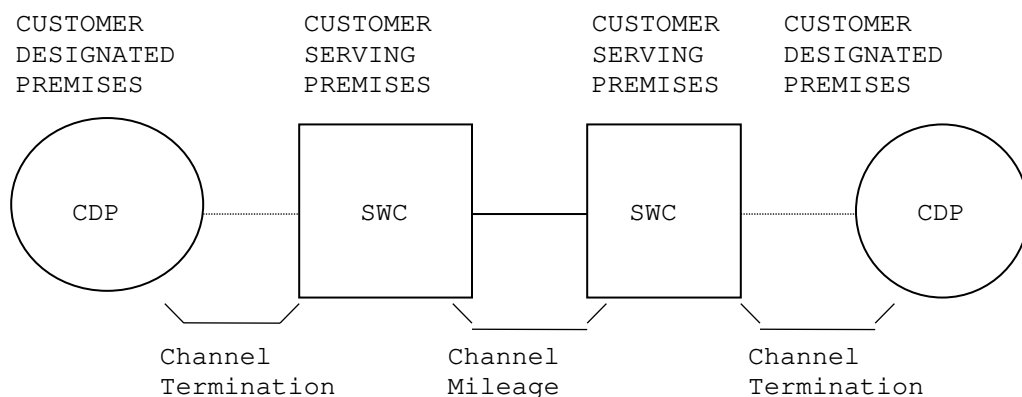 CUSTOMER DESIGNATED PREMISES
CUSTOMER SERVING PREMISES
CUSTOMER SERVING PREMISES
CUSTOMER DESIGNATED PREMISES
CDP SWC SWC CDP
Channel Termination
Channel Mileage
Channel Termination